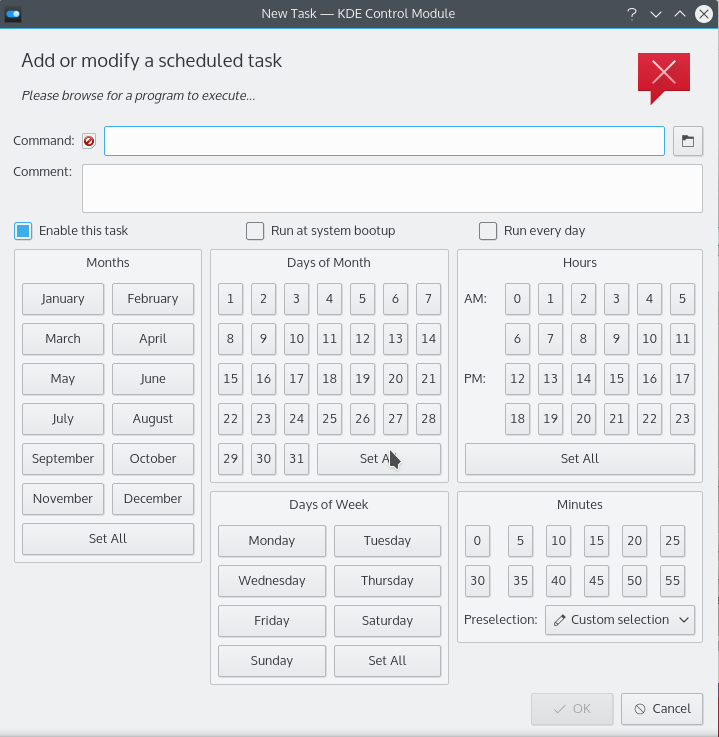 New Task — KDE Control Module
Add or modify a scheduled task
Please browse for a program to execute...
Command:
Comment:
Enable this task Run at system bootup Run every day
Months
January February
March April
May June
July August
September October
November December
Set All
Days of Month
1 2 3 4 5 6 7
8 9 10 11 12 13 14
15 16 17 18 19 20 21
22 23 24 25 26 27 28
29 30 31 Set All
Days of Week
Monday Tuesday
Wednesday Thursday
Friday Saturday
Sunday Set All
Hours
AM: 0 1 2 3 4 5
6 7 8 9 10 11
PM: 12 13 14 15 16 17
18 19 20 21 22 23
Set All
Minutes
0 5 10 15 20 25
30 35 40 45 50 55
Preselection: Custom selection
OK Cancel